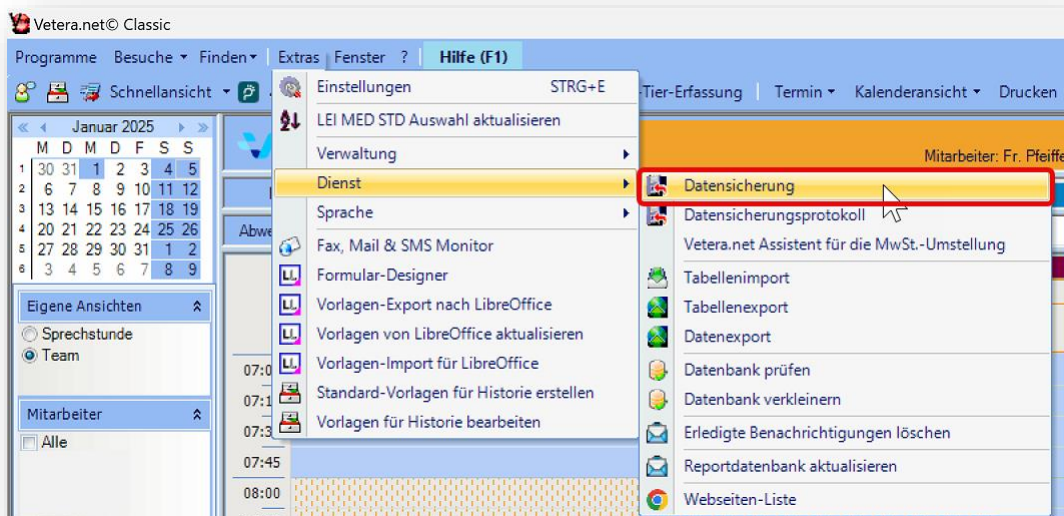 Vetera.net© Classic
Programme Besuche Finden Extras Fenster ? Hilfe (F1)
Schnellansicht -Tier-Erfassung Termin Kalenderansicht Drucken
Januar 2025
M D M D F S S
1 30 31 1 2 3 4 5
2 6 7 8 9 10 11 12
3 13 14 15 16 17 18 19
4 20 21 22 23 24 25 26
5 27 28 29 30 31 1 2
6 3 4 5 6 7 8 9
Eigene Ansichten
Sprechstunde
Team
Mitarbeiter
Alle
Mitarbeiter: Fr. Pfeiffe
Einstellungen STRG+E
LEI MED STD Auswahl aktualisieren
Verwaltung
Dienst
Sprache
Fax, Mail & SMS Monitor
Formular-Designer
Vorlagen-Export nach LibreOffice
Vorlagen von LibreOffice aktualisieren
Vorlagen-Import für LibreOffice
Standard-Vorlagen für Historie erstellen
Vorlagen für Historie bearbeiten
Datensicherung
Datensicherungsprotokoll
Vetera.net Assistent für die MwSt.-Umstellung
Tabellenimport
Tabellenexport
Datenexport
Datenbank prüfen
Datenbank verkleinern
Erledigte Benachrichtigungen löschen
Reportdatenbank aktualisieren
Webseiten-Liste
Abwe
07:0
07:1
07:3
07:45
08:00